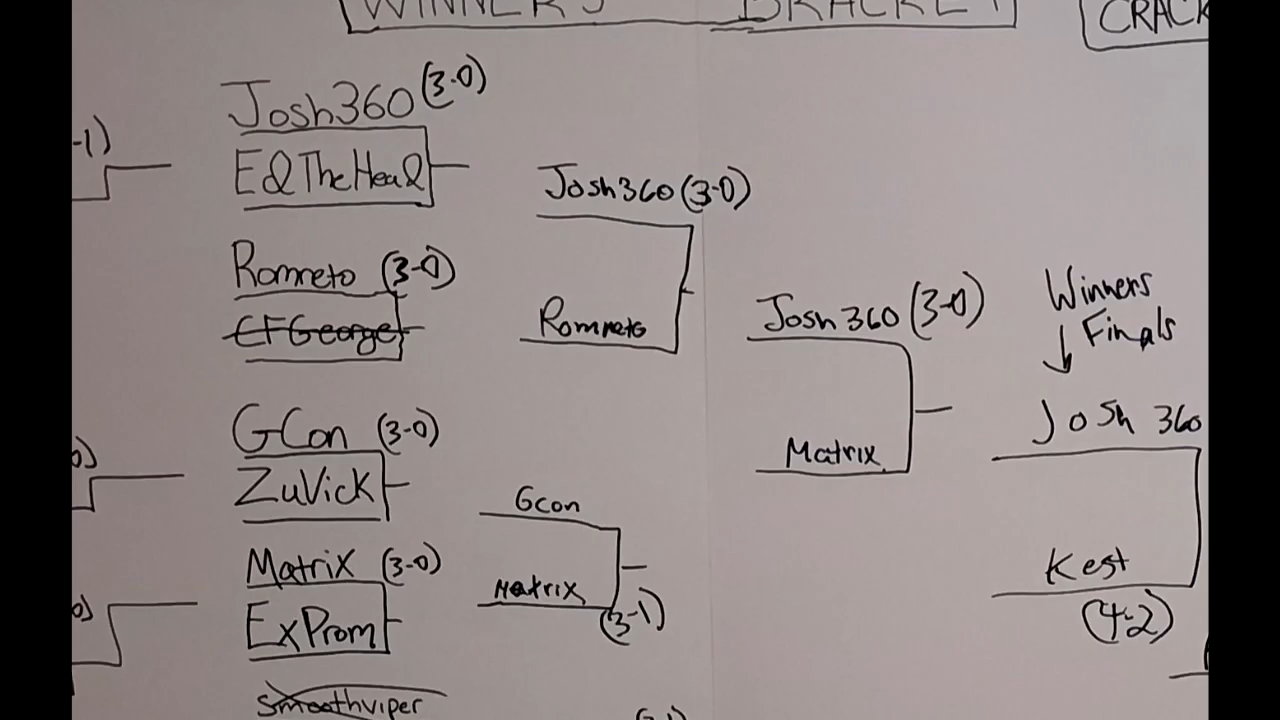 WINNERS BRACKET
CRACK
-1)
Josh360 (3-0)
EdTheHead
Josh360 (3-0)
Romreto (3-0)
CFGeorge
Romreto
Josh360 (3-0)
Matrix
Winners
Finals
Josh 360
Kest
(4-2)
GCon (3-0)
ZuVick
Gcon
Matrix
(3-1)
Matrix (3-0)
ExProm
smoothviper